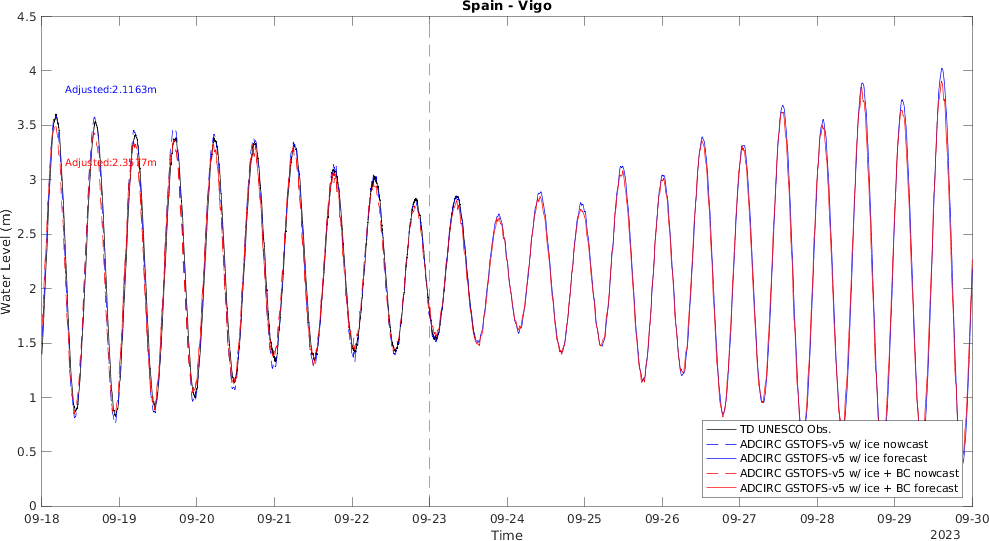 Spain - Vigo
4.5
4
3.5
3
2.5
2
1.5
1
0.5
0
Water Level (m)
Adjusted:2.1163m
Adjusted:2.3577m
TD UNESCO Obs.
ADCIRC GSTOFS-v5 w/ ice nowcast
ADCIRC GSTOFS-v5 w/ ice forecast
ADCIRC GSTOFS-v5 w/ ice + BC nowcast
ADCIRC GSTOFS-v5 w/ ice + BC forecast
09-18 09-19 09-20 09-21 09-22 09-23 09-24 09-25 09-26 09-27 09-28 09-29 09-30
Time
2023